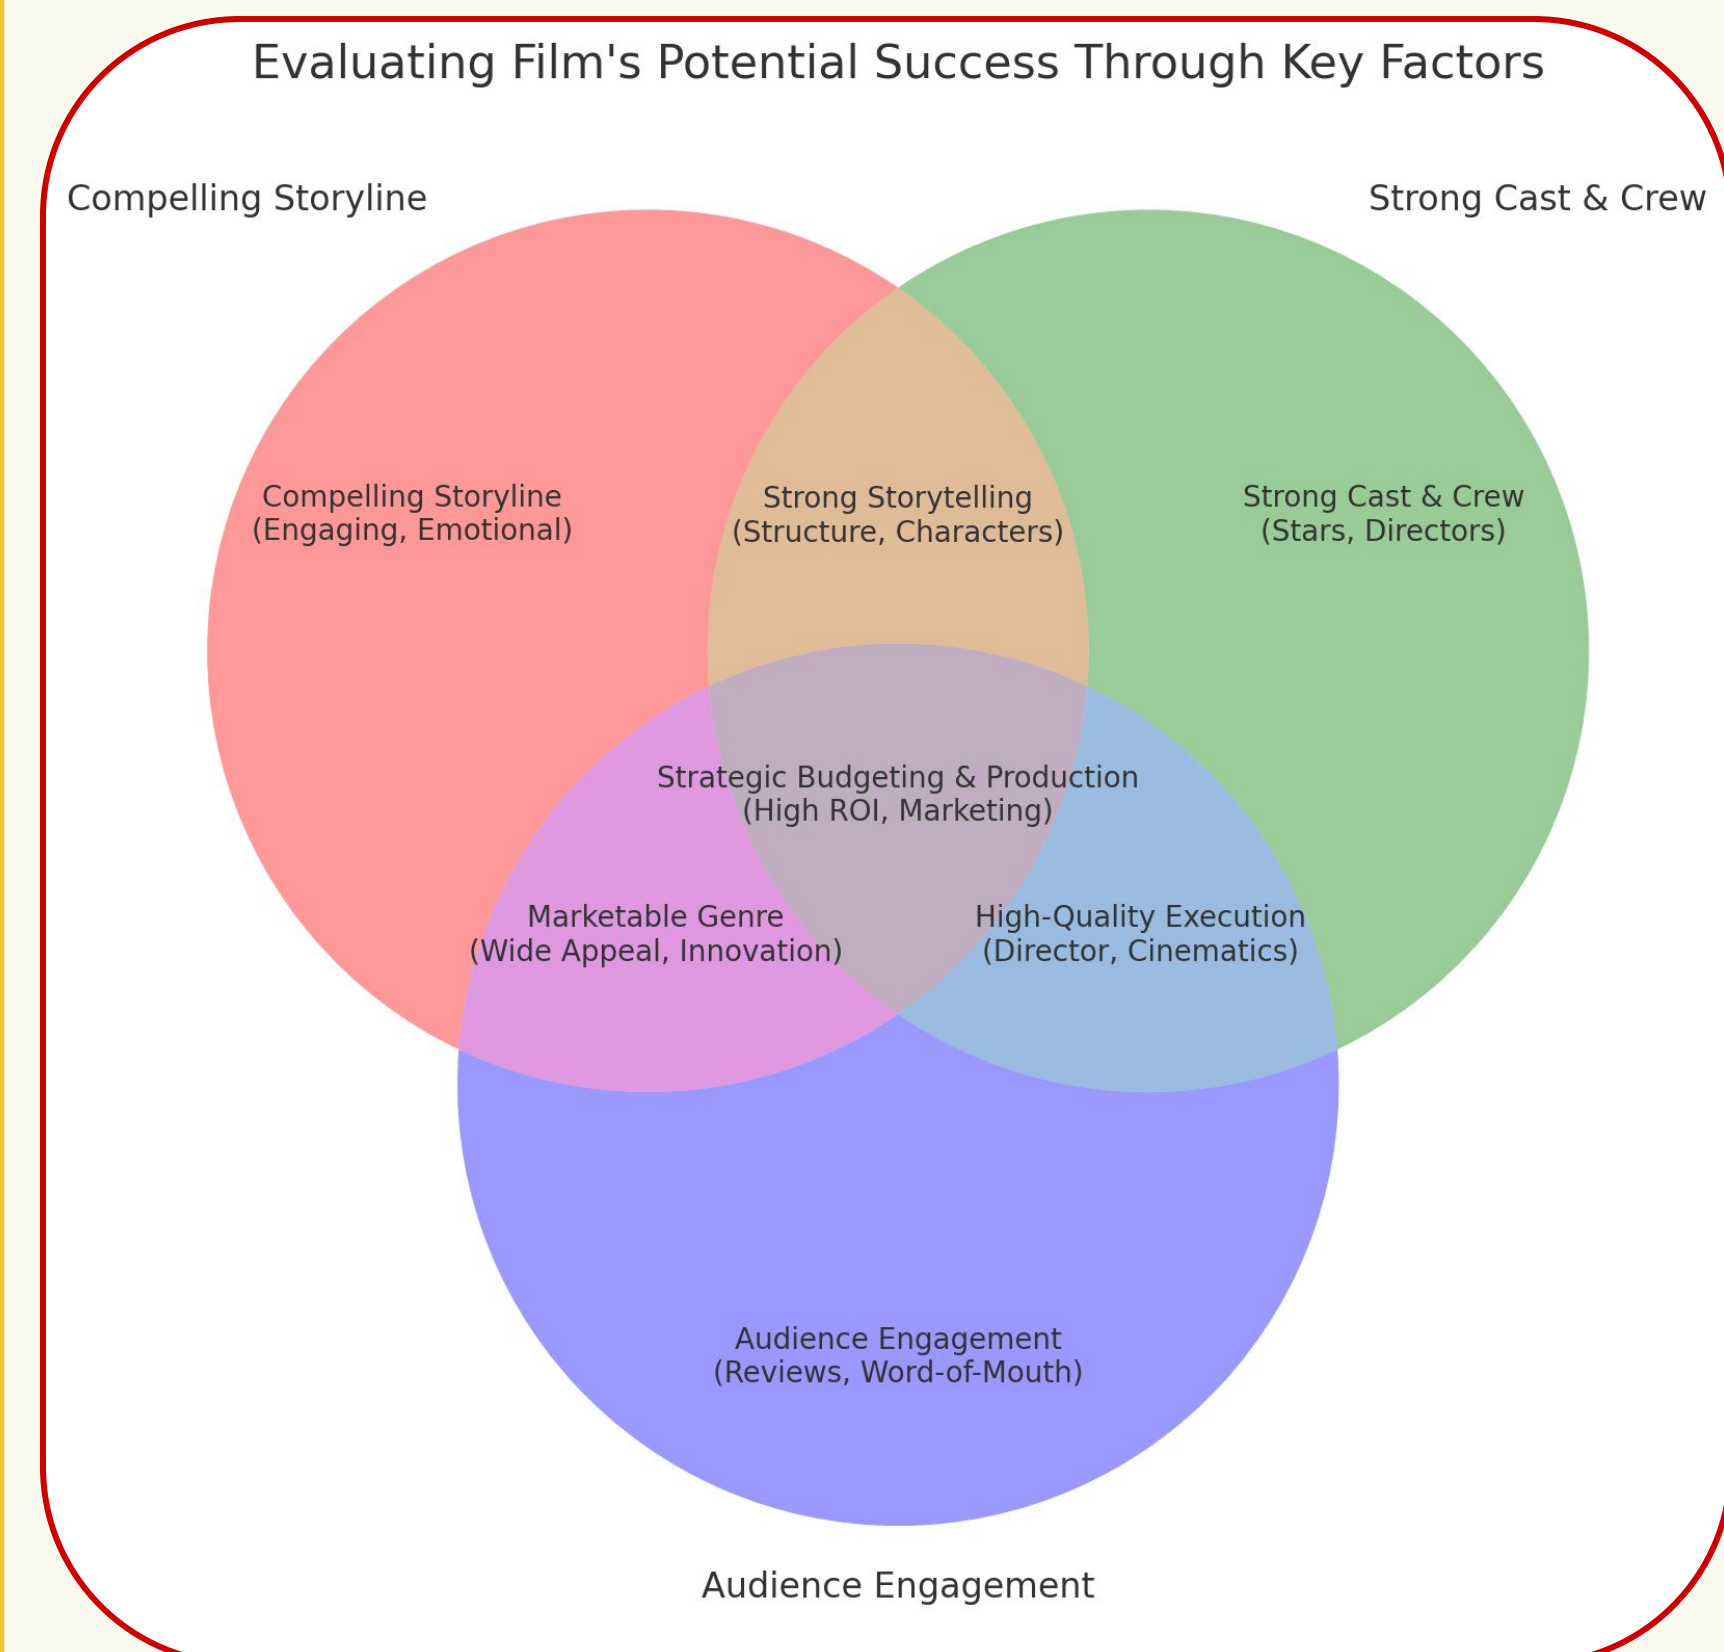 Evaluating Film's Potential Success Through Key Factors
Compelling Storyline
Strong Cast & Crew
Compelling Storyline
(Engaging, Emotional)
Strong Storytelling
(Structure, Characters)
Strong Cast & Crew
(Stars, Directors)
Strategic Budgeting & Production
(High ROI, Marketing)
Marketable Genre
(Wide Appeal, Innovation)
High-Quality Execution
(Director, Cinematics)
Audience Engagement
(Reviews, Word-of-Mouth)
Audience Engagement